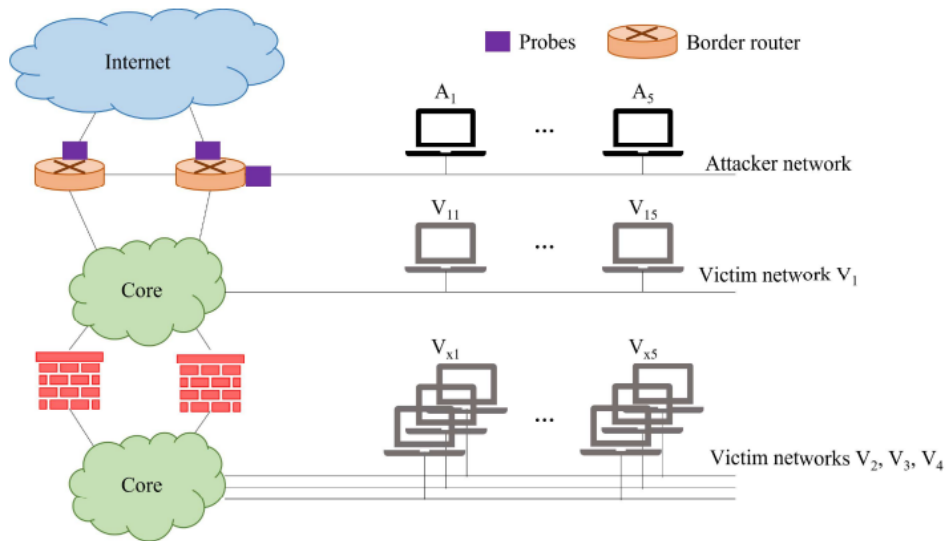 Internet
Probes
Border router
A₁
...
A₅
Attacker network
V₁₁
...
V₁₅
Core
Victim network V₁
Vₓ₁
...
Vₓ₅
Core
Victim networks V₂, V₃, V₄